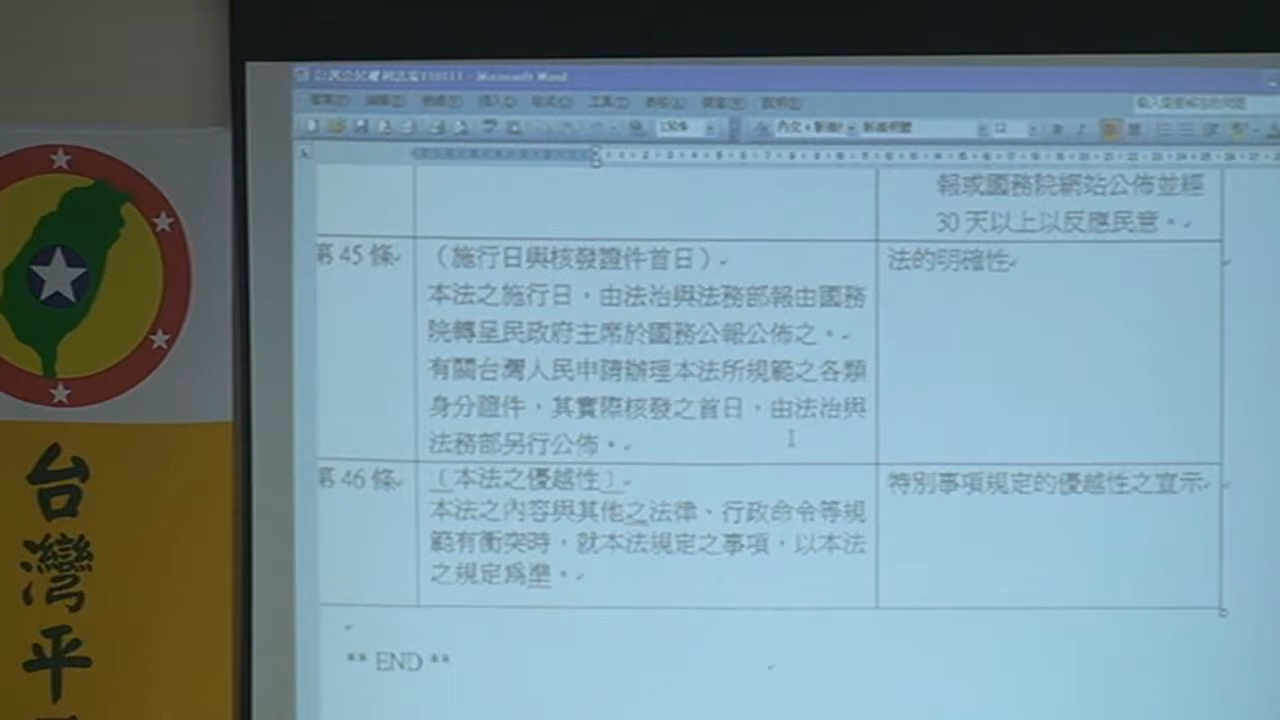 Microsoft Word
報或國務院網站公佈並經
30 天以上以反應民意。
第 45 條
(施行日與核發證件首日)
法的明確性
本法之施行日，由法治與法務部報由國務
院轉呈民政府主席於國務公報公佈之。
有關台灣人民申請辦理本法所規範之各類
身分證件，其實際核發之首日，由法治與
法務部另行公佈。
第 46 條
(本法之優越性)
特別事項規定的優越性之宣示
本法之內容與其他之法律、行政命令等規
範有衝突時，就本法規定之事項，以本法
之規定為準。
** END **
台灣平